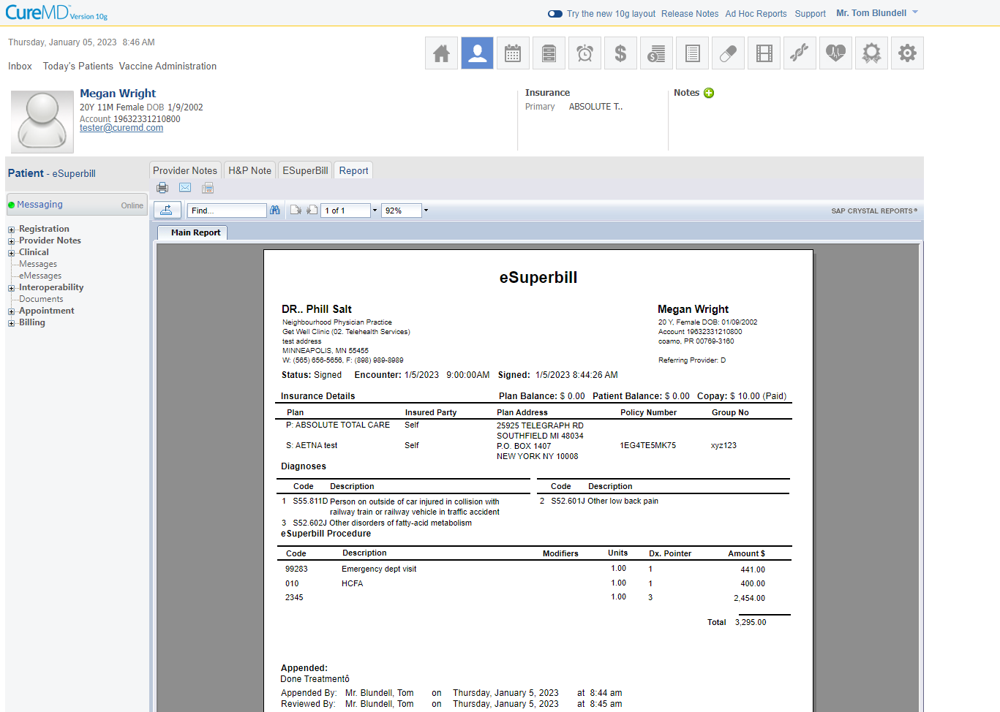 CureMD Version 10g
Try the new 10g layout Release Notes Ad Hoc Reports Support Mr. Tom Blundell
Thursday, January 05, 2023 8:46 AM
Inbox Today's Patients Vaccine Administration
Megan Wright
20Y 11M Female DOB 1/9/2002
Account 19632331210800
tester@curemd.com
Insurance
Primary ABSOLUTE T..
Notes
Patient - eSuperbill
Messaging Online
Registration
Provider Notes
Clinical
Messages
eMessages
Interoperability
Documents
Appointment
Billing
Provider Notes H&P Note ESuperBill Report
Find... 1 of 1 92% SAP CRYSTAL REPORTS®
Main Report
eSuperbill
DR.. Phill Salt
Neighbourhood Physician Practice
Get Well Clinic (02. Telehealth Services)
test address
MINNEAPOLIS, MN 55455
W: (565) 656-5656, F: (898) 989-8989
Megan Wright
20 Y, Female DOB: 01/09/2002
Account 19632331210800
coamo, PR 00769-3160
Referring Provider: D
Status: Signed Encounter: 1/5/2023 9:00:00AM Signed: 1/5/2023 8:44:26 AM
Insurance Details Plan Balance: $ 0.00 Patient Balance: $ 0.00 Copay: $ 10.00 (Paid)
Plan Insured Party Plan Address Policy Number Group No
P: ABSOLUTE TOTAL CARE Self 25925 TELEGRAPH RD
SOUTHFIELD MI 48034
S: AETNA test Self P.O. BOX 1407 1EG4TE5MK75 xyz123
NEW YORK NY 10008
Diagnoses
Code Description Code Description
1 S55.811D Person on outside of car injured in collision with 2 S52.601J Other low back pain
railway train or railway vehicle in traffic accident
3 S52.602J Other disorders of fatty-acid metabolism
eSuperbill Procedure
Code Description Modifiers Units Dx. Pointer Amount $
99283 Emergency dept visit 1.00 1 441.00
010 HCFA 1.00 1 400.00
2345 1.00 3 2,454.00
Total 3,295.00
Appended:
Done Treatmentô
Appended By: Mr. Blundell, Tom on Thursday, January 5, 2023 at 8:44 am
Reviewed By: Mr. Blundell, Tom on Thursday, January 5, 2023 at 8:45 am